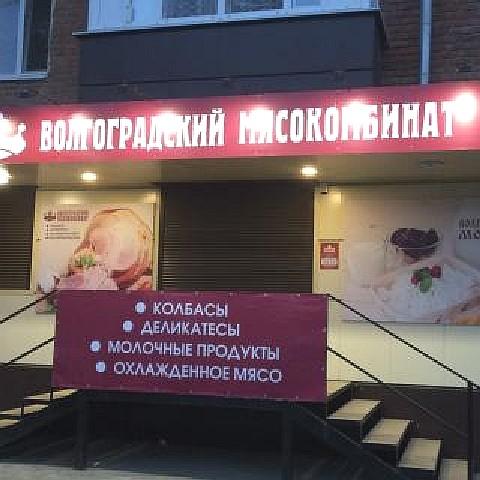 ВОЛГОГРАДСКИЙ МЯСОКОМБИНАТ
КОЛБАСЫ
ДЕЛИКАТЕСЫ
МОЛОЧНЫЕ ПРОДУКТЫ
ОХЛАЖДЕННОЕ МЯСО